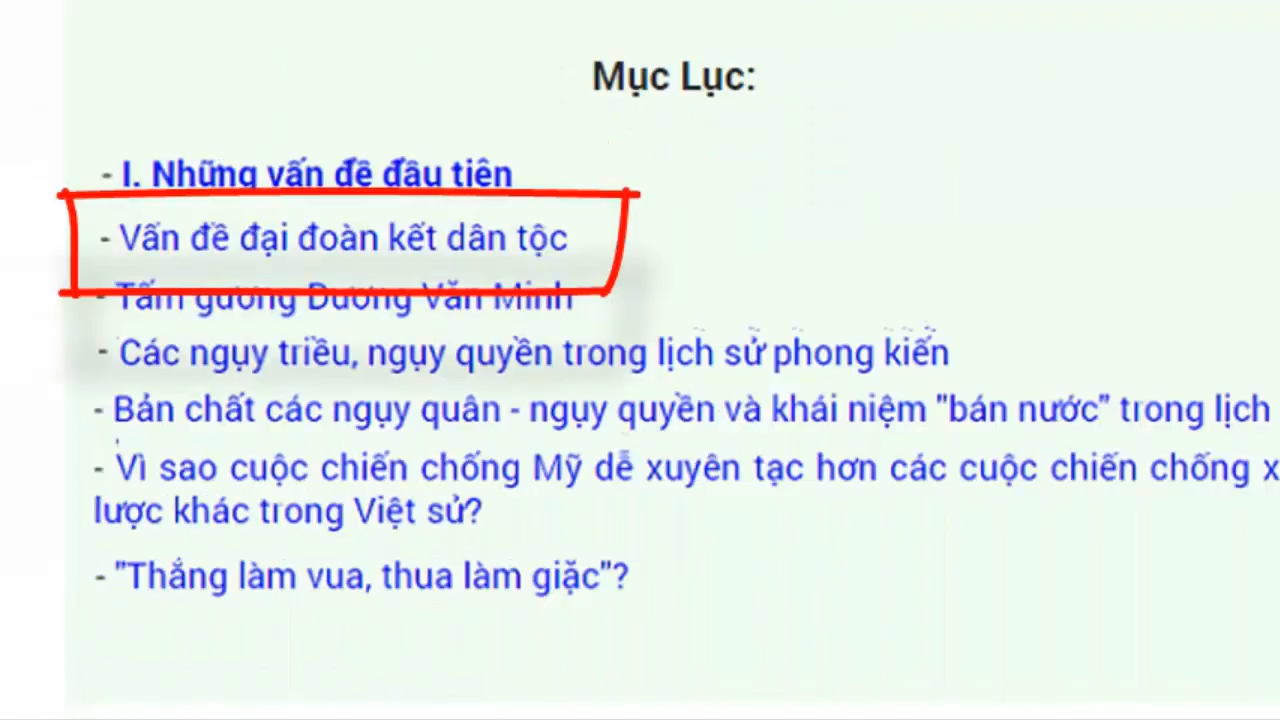 Mục Lục:
- I. Những vấn đề đầu tiên
- Vấn đề đại đoàn kết dân tộc
- Tấm gương Dương Văn Minh
- Các ngụy triều, ngụy quyền trong lịch sử phong kiến
- Bản chất các ngụy quân - ngụy quyền và khái niệm "bán nước" trong lịch
- Vì sao cuộc chiến chống Mỹ dễ xuyên tạc hơn các cuộc chiến chống x
lược khác trong Việt sử?
- "Thắng làm vua, thua làm giặc"?